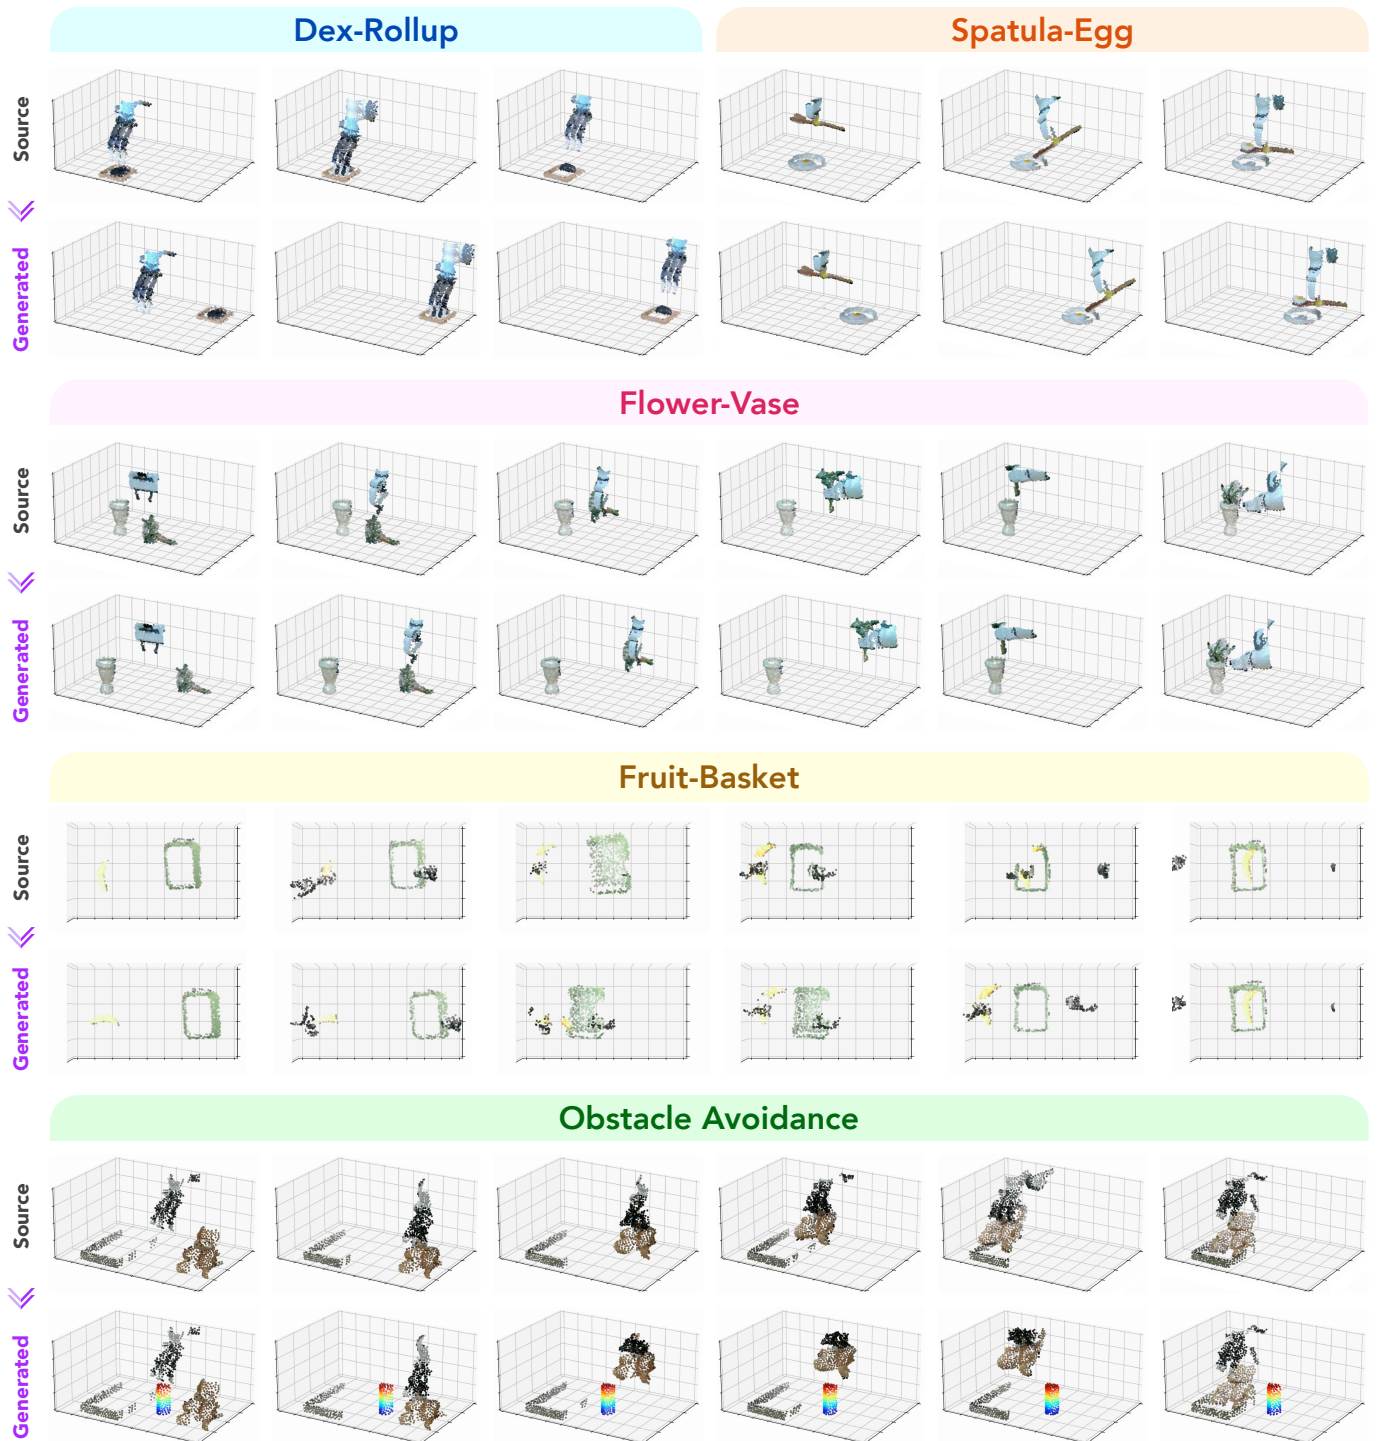 Dex-Rollup
Spatula-Egg
Source
Generated
Flower-Vase
Source
Generated
Fruit-Basket
Source
Generated
Obstacle Avoidance
Source
Generated